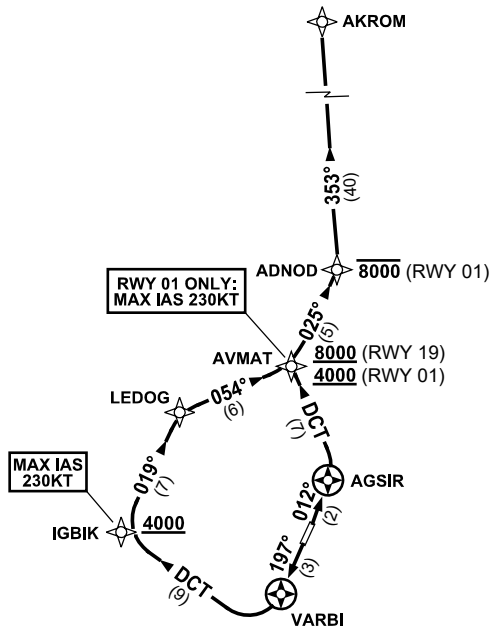 AKROM
353°
(40)
ADNOD
8000 (RWY 01)
RWY 01 ONLY:
MAX IAS 230KT
025°
(5)
AVMAT
8000 (RWY 19)
4000 (RWY 01)
LEDOG
054°
(6)
DCT
(7)
019°
(7)
MAX IAS
230KT
AGSIR
012°
(2)
IGBIK
4000
197°
(3)
DCT
(9)
VARBI